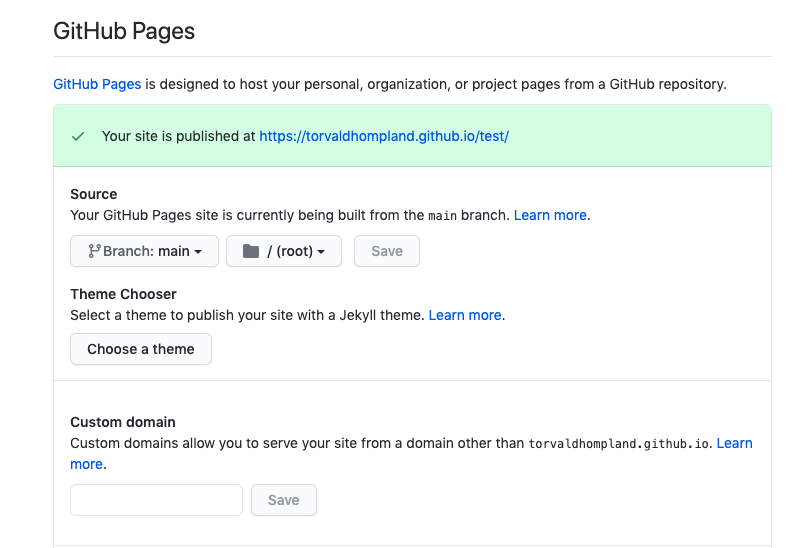 GitHub Pages
GitHub Pages is designed to host your personal, organization, or project pages from a GitHub repository.
Your site is published at https://torvaldhompland.github.io/test/
Source
Your GitHub Pages site is currently being built from the main branch. Learn more.
Branch: main / (root) Save
Theme Chooser
Select a theme to publish your site with a Jekyll theme. Learn more.
Choose a theme
Custom domain
Custom domains allow you to serve your site from a domain other than torvaldhompland.github.io. Learn
more.
Save